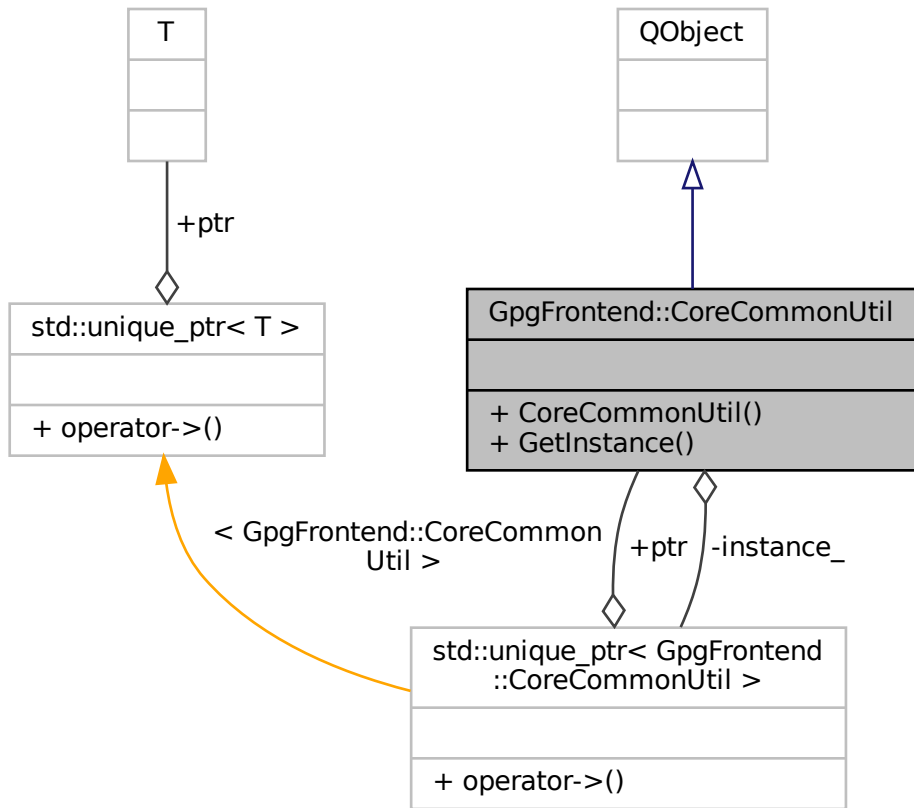 T
QObject
+ptr
std::unique_ptr< T >
+ operator->()
GpgFrontend::CoreCommonUtil
+ CoreCommonUtil()
+ GetInstance()
< GpgFrontend::CoreCommon
Util >
+ptr
-instance_
std::unique_ptr< GpgFrontend
::CoreCommonUtil >
+ operator->()